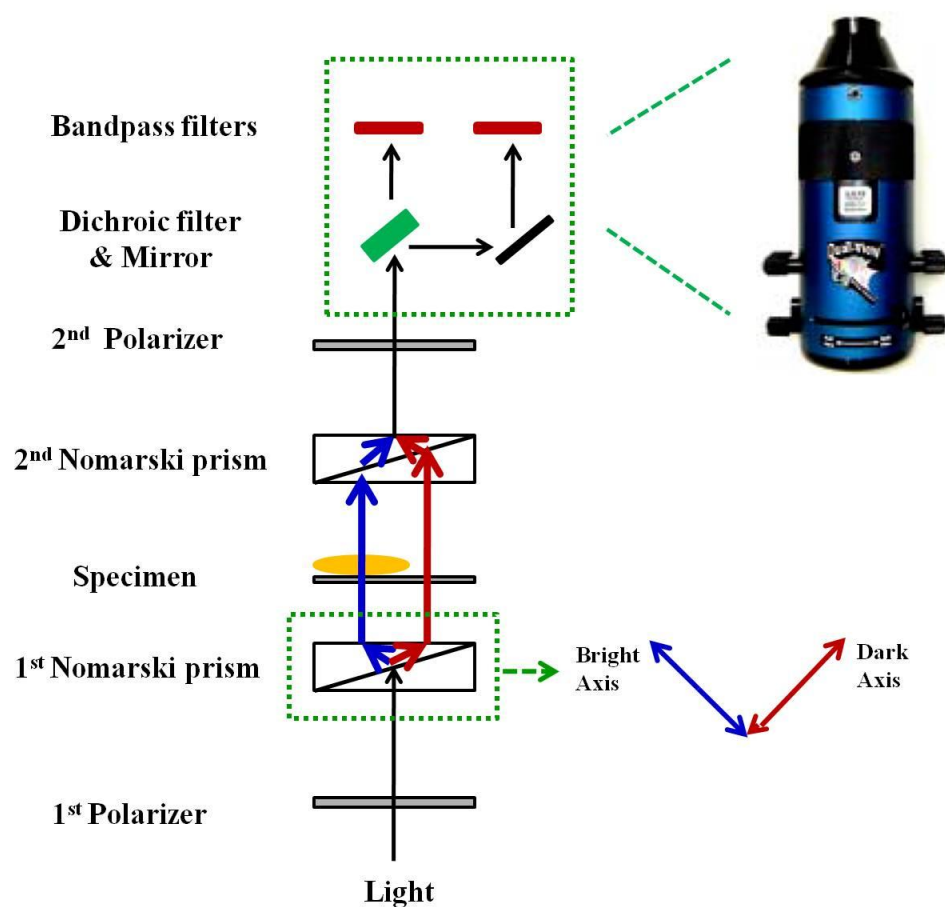 Bandpass filters
Dichroic filter
& Mirror
2nd Polarizer
2nd Nomarski prism
Specimen
1st Nomarski prism
Bright
Axis
Dark
Axis
1st Polarizer
Light